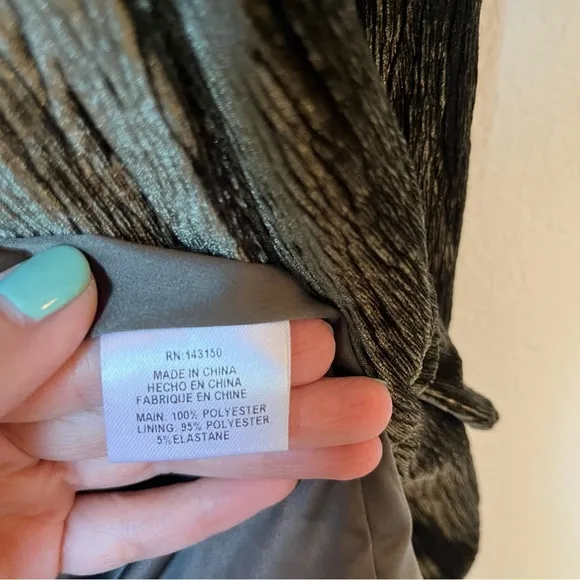 RN:143150
MADE IN CHINA
HECHO EN CHINA
FABRIQUE EN CHINE
MAIN: 100% POLYESTER
LINING: 95% POLYESTER
5% ELASTANE